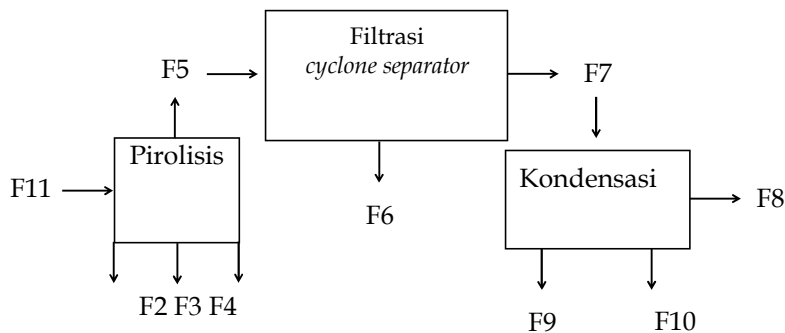 Filtrasi
cyclone separator
F5
F7
Pirolisis
F11
Kondensasi
F8
F6
F2 F3 F4
F9
F10